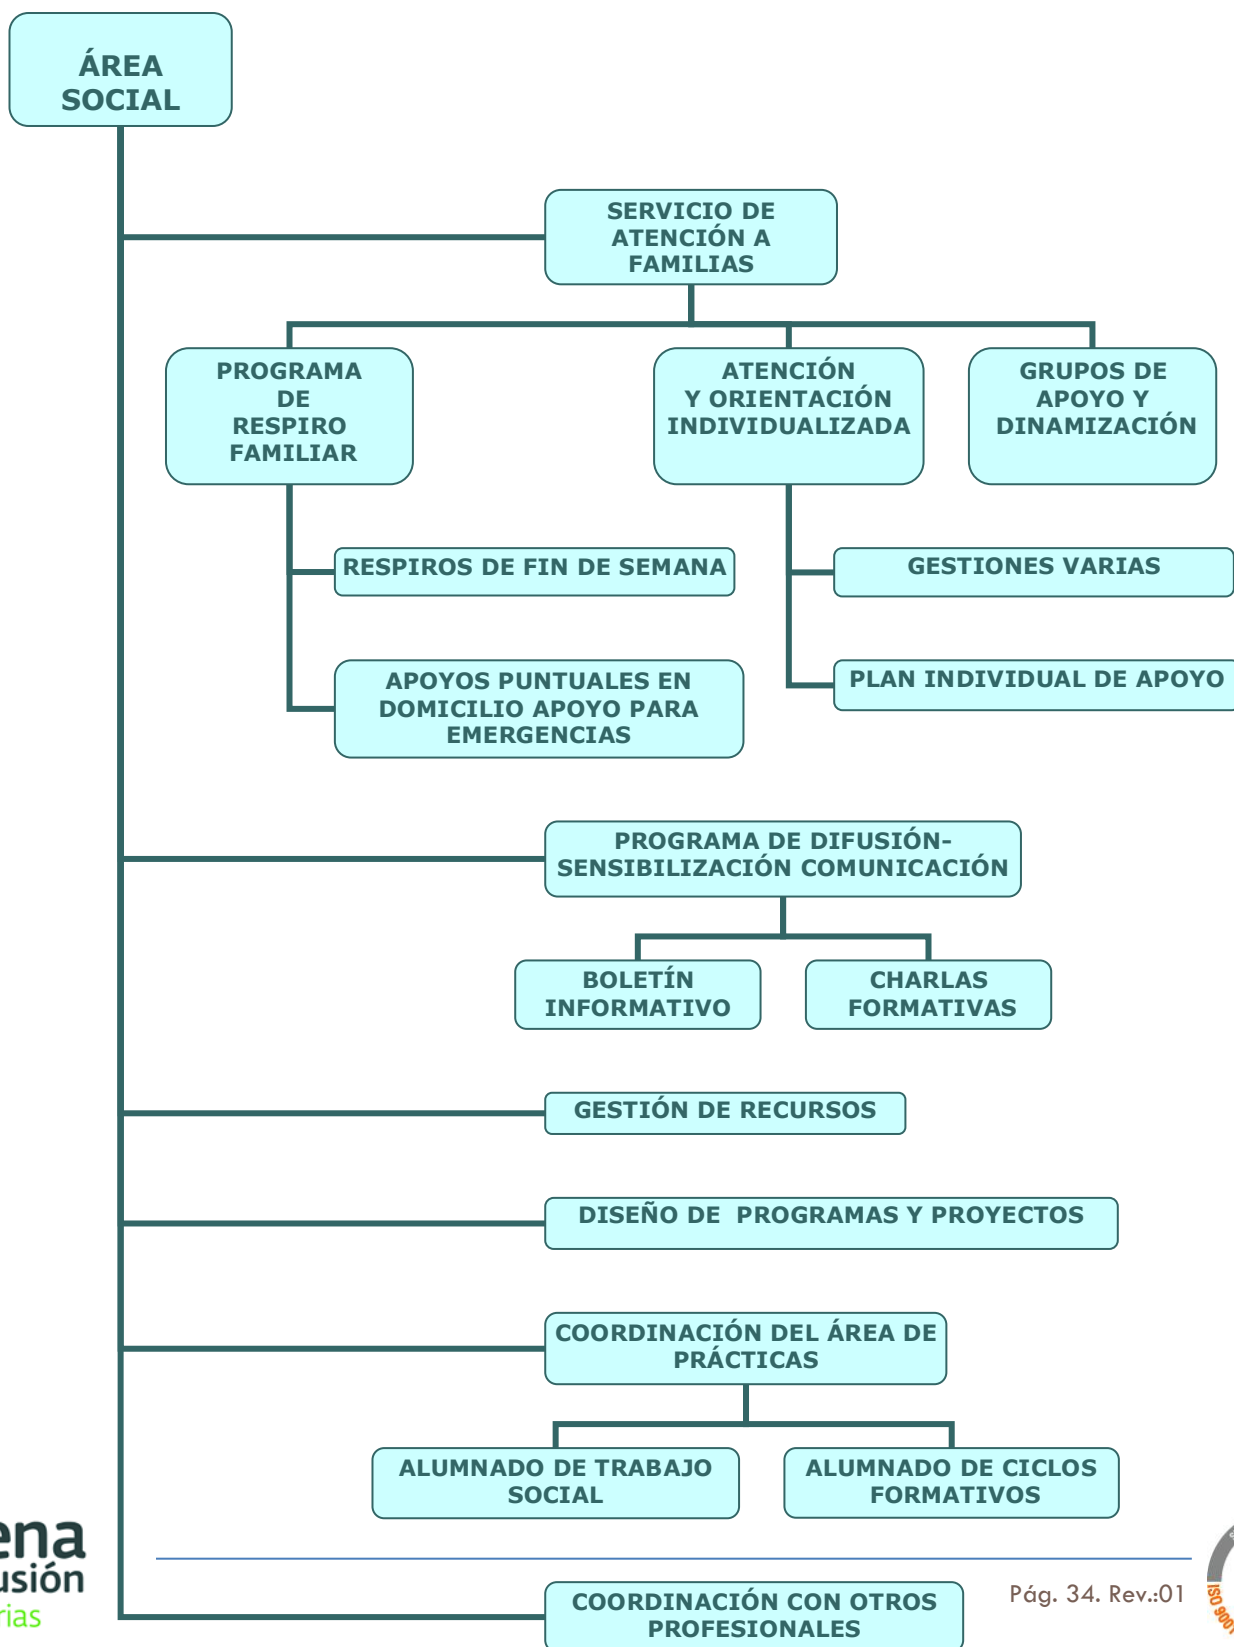 ÁREA
SOCIAL
SERVICIO DE
ATENCIÓN A
FAMILIAS
PROGRAMA
DE
RESPIRO
FAMILIAR
ATENCIÓN
Y ORIENTACIÓN
INDIVIDUALIZADA
GRUPOS DE
APOYO Y
DINAMIZACIÓN
RESPIROS DE FIN DE SEMANA
GESTIONES VARIAS
APOYOS PUNTUALES EN
DOMICILIO APOYO PARA
EMERGENCIAS
PLAN INDIVIDUAL DE APOYO
PROGRAMA DE DIFUSIÓN-
SENSIBILIZACIÓN COMUNICACIÓN
BOLETÍN
INFORMATIVO
CHARLAS
FORMATIVAS
GESTIÓN DE RECURSOS
DISEÑO DE  PROGRAMAS Y PROYECTOS
COORDINACIÓN DEL ÁREA DE
PRÁCTICAS
ALUMNADO DE TRABAJO
SOCIAL
ALUMNADO DE CICLOS
FORMATIVOS
ena
usión
rias
COORDINACIÓN CON OTROS
PROFESIONALES
Pág. 34. Rev.:01
ISO 9001